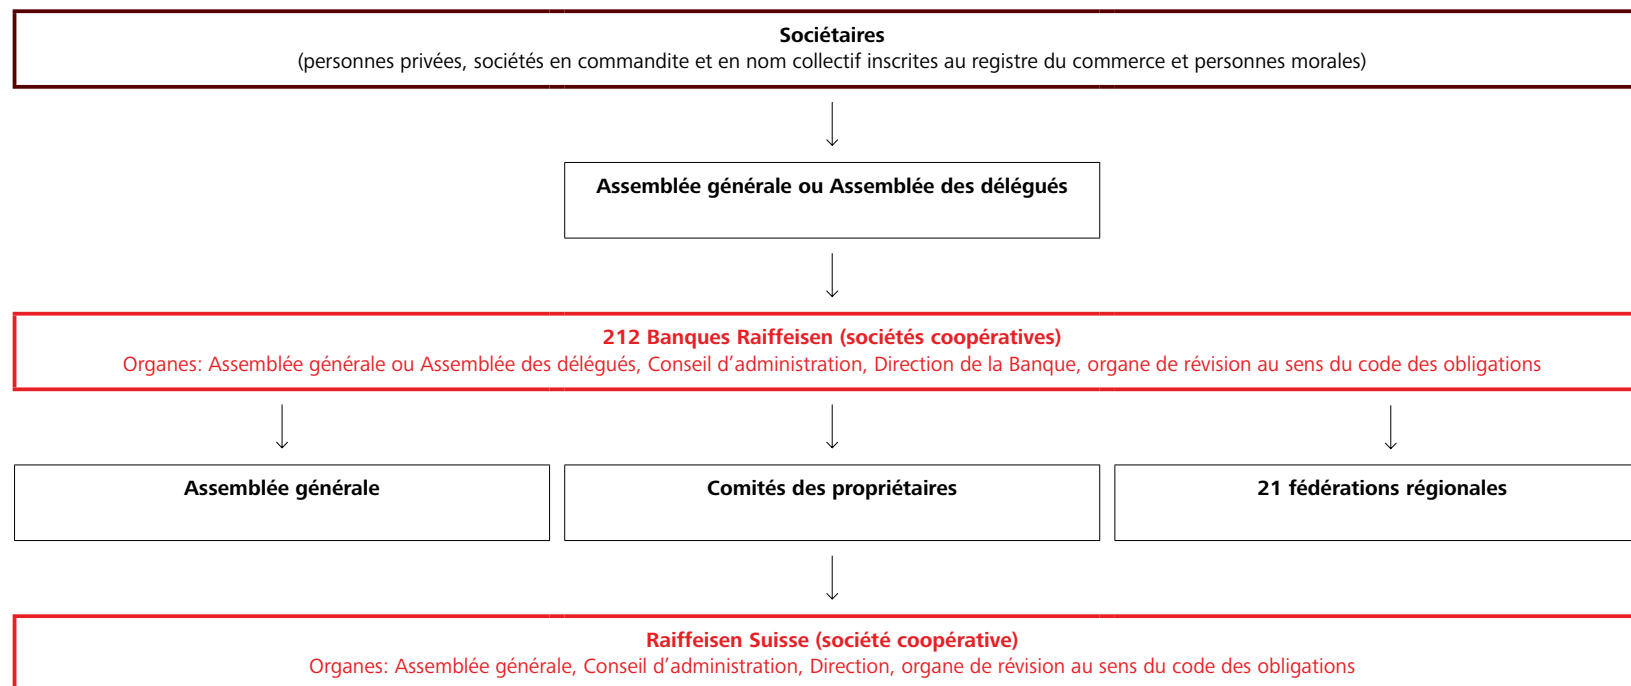 Sociétaires
(personnes privées, sociétés en commandite et en nom collectif inscrites au registre du commerce et personnes morales)
Assemblée générale ou Assemblée des délégués
212 Banques Raiffeisen (sociétés coopératives)
Organes: Assemblée générale ou Assemblée des délégués, Conseil d’administration, Direction de la Banque, organe de révision au sens du code des obligations
Assemblée générale
Comités des propriétaires
21 fédérations régionales
Raiffeisen Suisse (société coopérative)
Organes: Assemblée générale, Conseil d’administration, Direction, organe de révision au sens du code des obligations